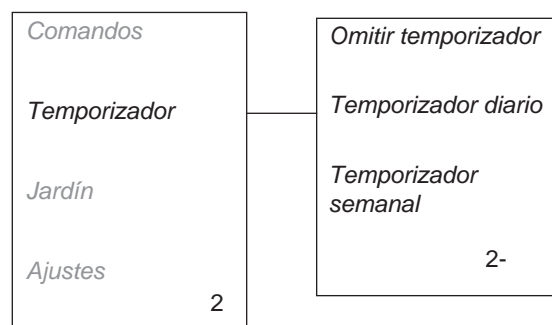 Comandos
Temporizador
Jardín
Ajustes
2
Omitir temporizador
Temporizador diario
Temporizador
semanal
2-